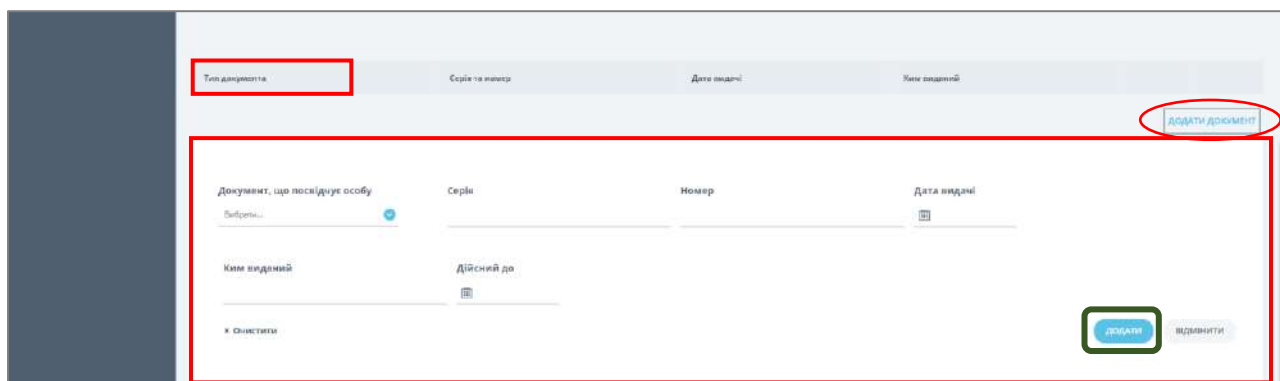 Тип документа Серія та номер Дата видачі Ким виданий
ДОДАТИ ДОКУМЕНТ
Документ, що посвідчує особу Серія Номер Дата видачі
Вибрати...
Ким виданий Дійсний до
× Очистити ДОДАТИ ВІДМІНИТИ